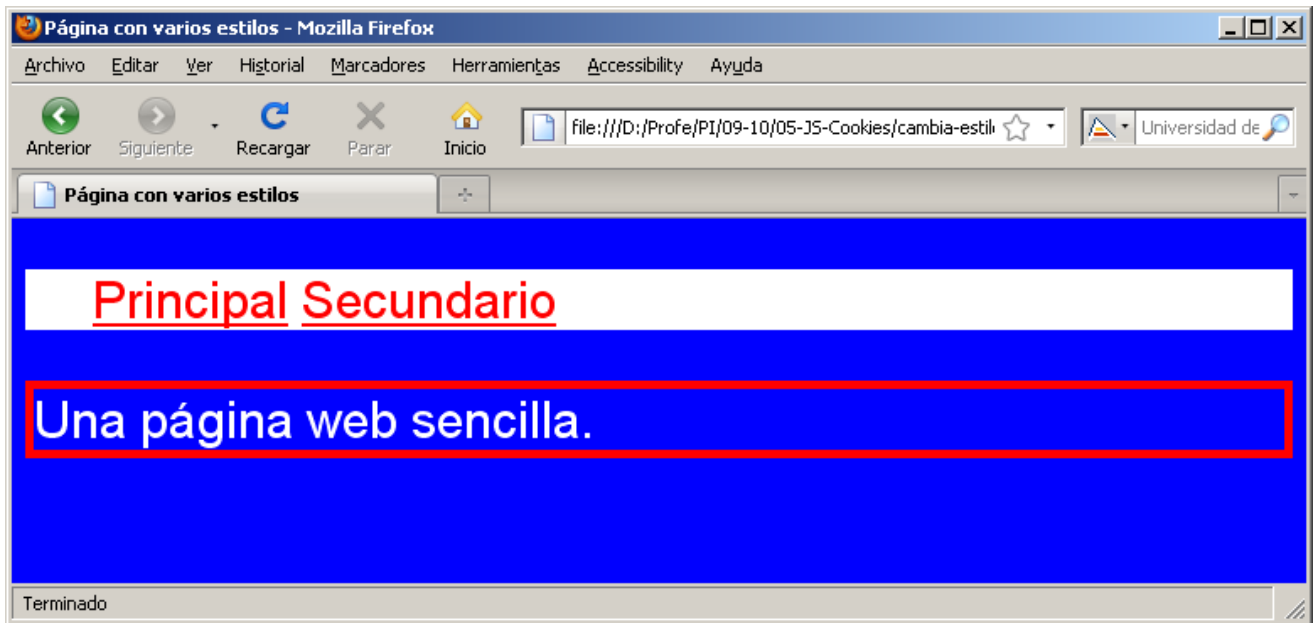 Página con varios estilos - Mozilla Firefox
Archivo Editar Ver Historial Marcadores Herramientas Accessibility Ayuda
Anterior Siguiente Recargar Parar Inicio file:///D:/Profe/PI/09-10/05-JS-Cookies/cambia-estil Universidad de
Página con varios estilos
Principal Secundario
Una página web sencilla.
Terminado